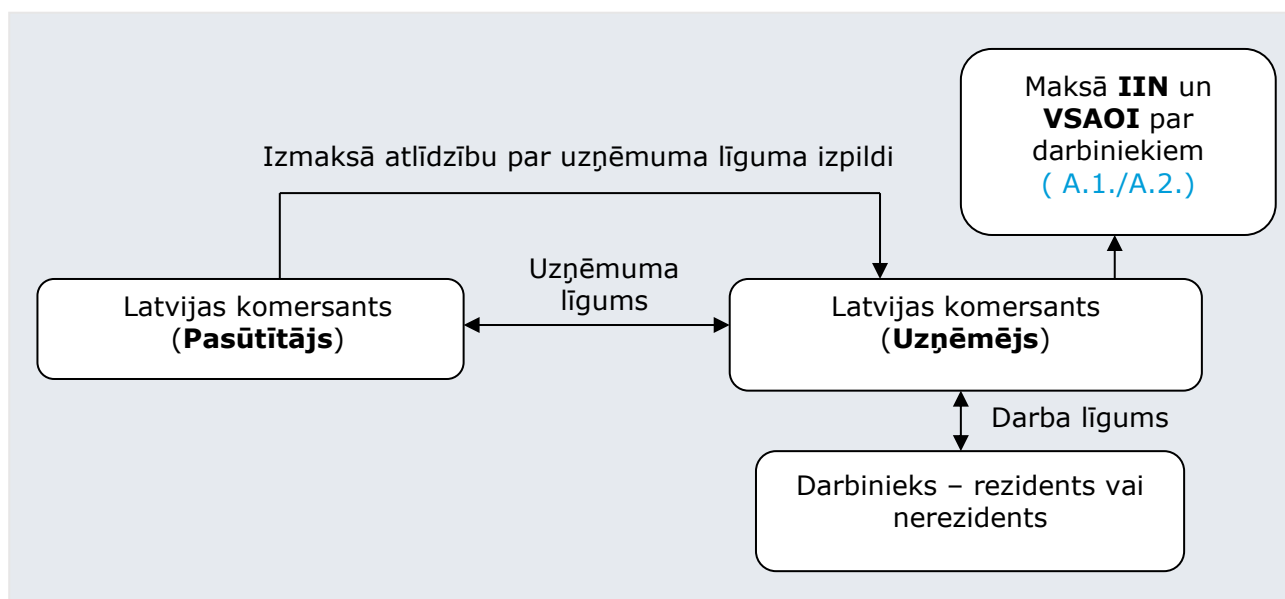 Maksā IIN un
VSAOI par
darbiniekiem
( A.1./A.2.)
Izmaksā atlīdzību par uzņēmuma līguma izpildi
Uzņēmuma
līgums
Latvijas komersants
(Pasūtītājs)
Latvijas komersants
(Uzņēmējs)
Darba līgums
Darbinieks – rezidents vai
nerezidents